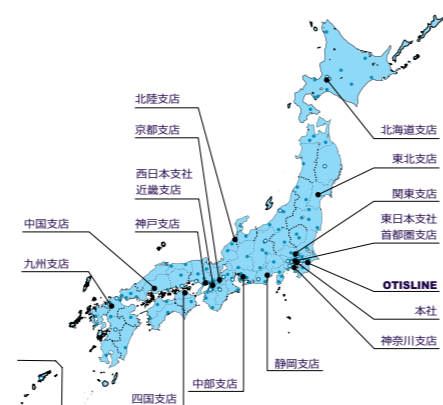 北陸支店
京都支店
西日本支社
近畿支店
神戸支店
中国支店
九州支店
北海道支店
東北支店
関東支店
東日本支社
首都圏支店
OTISLINE
本社
神奈川支店
静岡支店
中部支店
四国支店